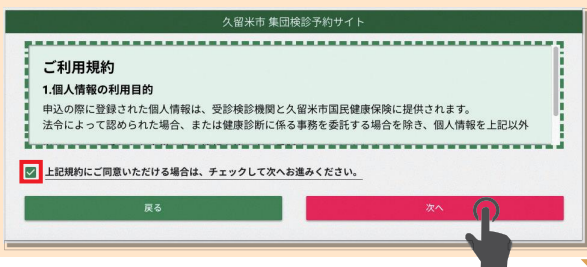 久留米市 集団検診予約サイト
ご利用規約
1.個人情報の利用目的
申込の際に登録された個人情報は、受診検診機関と久留米市国民健康保険に提供されます。
法令によって認められた場合、または健康診断に係る事務を委託する場合を除き、個人情報を上記以外
上記規約にご同意いただける場合は、チェックして次へお進みください。
戻る
次へ